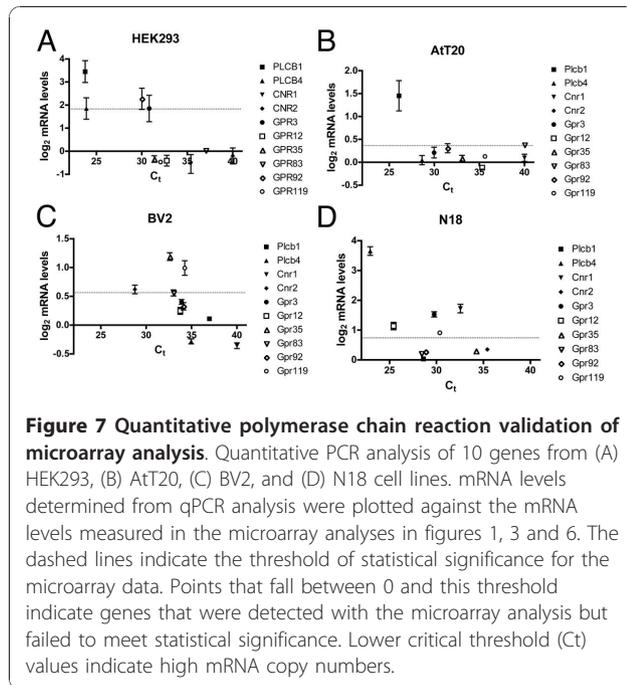 A
HEK293
log2 mRNA levels
4
3
2
1
0
-1
25
30
35
40
Ct
PLCB1
PLCB4
CNR1
CNR2
GPR3
GPR12
GPR35
GPR83
GPR92
GPR119
B
AtT20
log2 mRNA levels
2.0
1.5
1.0
0.5
0.0
-0.5
25
30
35
40
Ct
Plcb1
Plcb4
Cnr1
Cnr2
Gpr3
Gpr12
Gpr35
Gpr83
Gpr92
Gpr119
C
BV2
log2 mRNA levels
1.5
1.0
0.5
0.0
-0.5
25
30
35
40
Ct
Plcb1
Plcb4
Cnr1
Cnr2
Gpr3
Gpr12
Gpr35
Gpr83
Gpr92
Gpr119
D
N18
log2 mRNA levels
4
3
2
1
0
25
30
35
40
Ct
Plcb1
Plcb4
Cnr1
Cnr2
Gpr3
Gpr12
Gpr35
Gpr83
Gpr92
Gpr119
Figure 7 Quantitative polymerase chain reaction validation of
microarray analysis. Quantitative PCR analysis of 10 genes from (A)
HEK293, (B) AtT20, (C) BV2, and (D) N18 cell lines. mRNA levels
determined from qPCR analysis were plotted against the mRNA
levels measured in the microarray analyses in figures 1, 3 and 6. The
dashed lines indicate the threshold of statistical significance for the
microarray data. Points that fall between 0 and this threshold
indicate genes that were detected with the microarray analysis but
failed to meet statistical significance. Lower critical threshold (Ct)
values indicate high mRNA copy numbers.